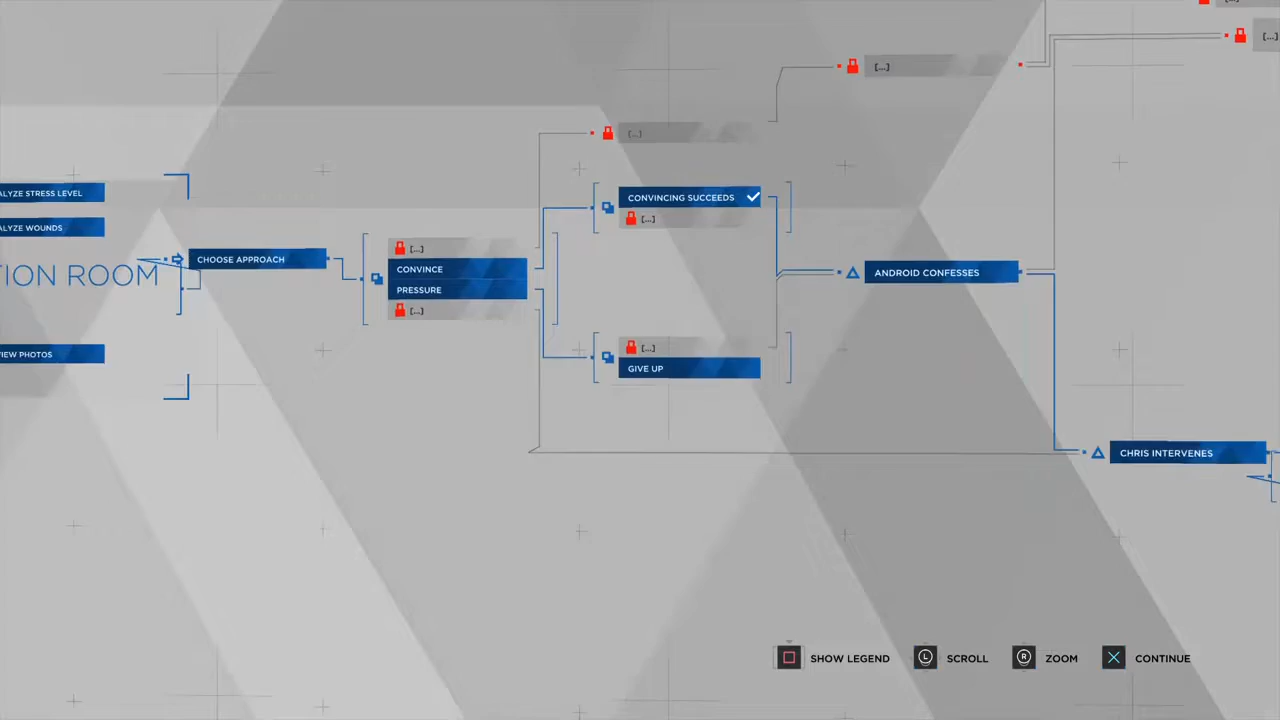 [...]
[...]
[...]
[...]
ALYZE STRESS LEVEL
CONVINCING SUCCEEDS
[...]
ALYZE WOUNDS
[...]
CHOOSE APPROACH
TION ROOM
CONVINCE
ANDROID CONFESSES
PRESSURE
[...]
[...]
IEW PHOTOS
GIVE UP
CHRIS INTERVENES
SHOW LEGEND
L
SCROLL
R
ZOOM
CONTINUE